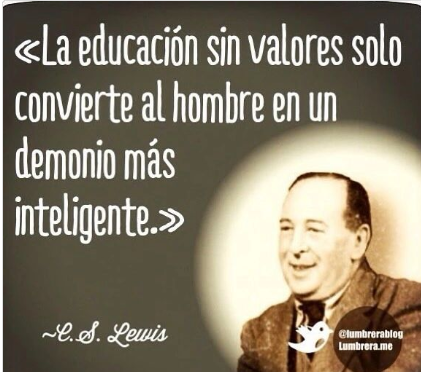 «La educación sin valores solo
convierte al hombre en un
demonio más
inteligente.»
~C. S. Lewis
@lumbrerablog
Lumbrera.me